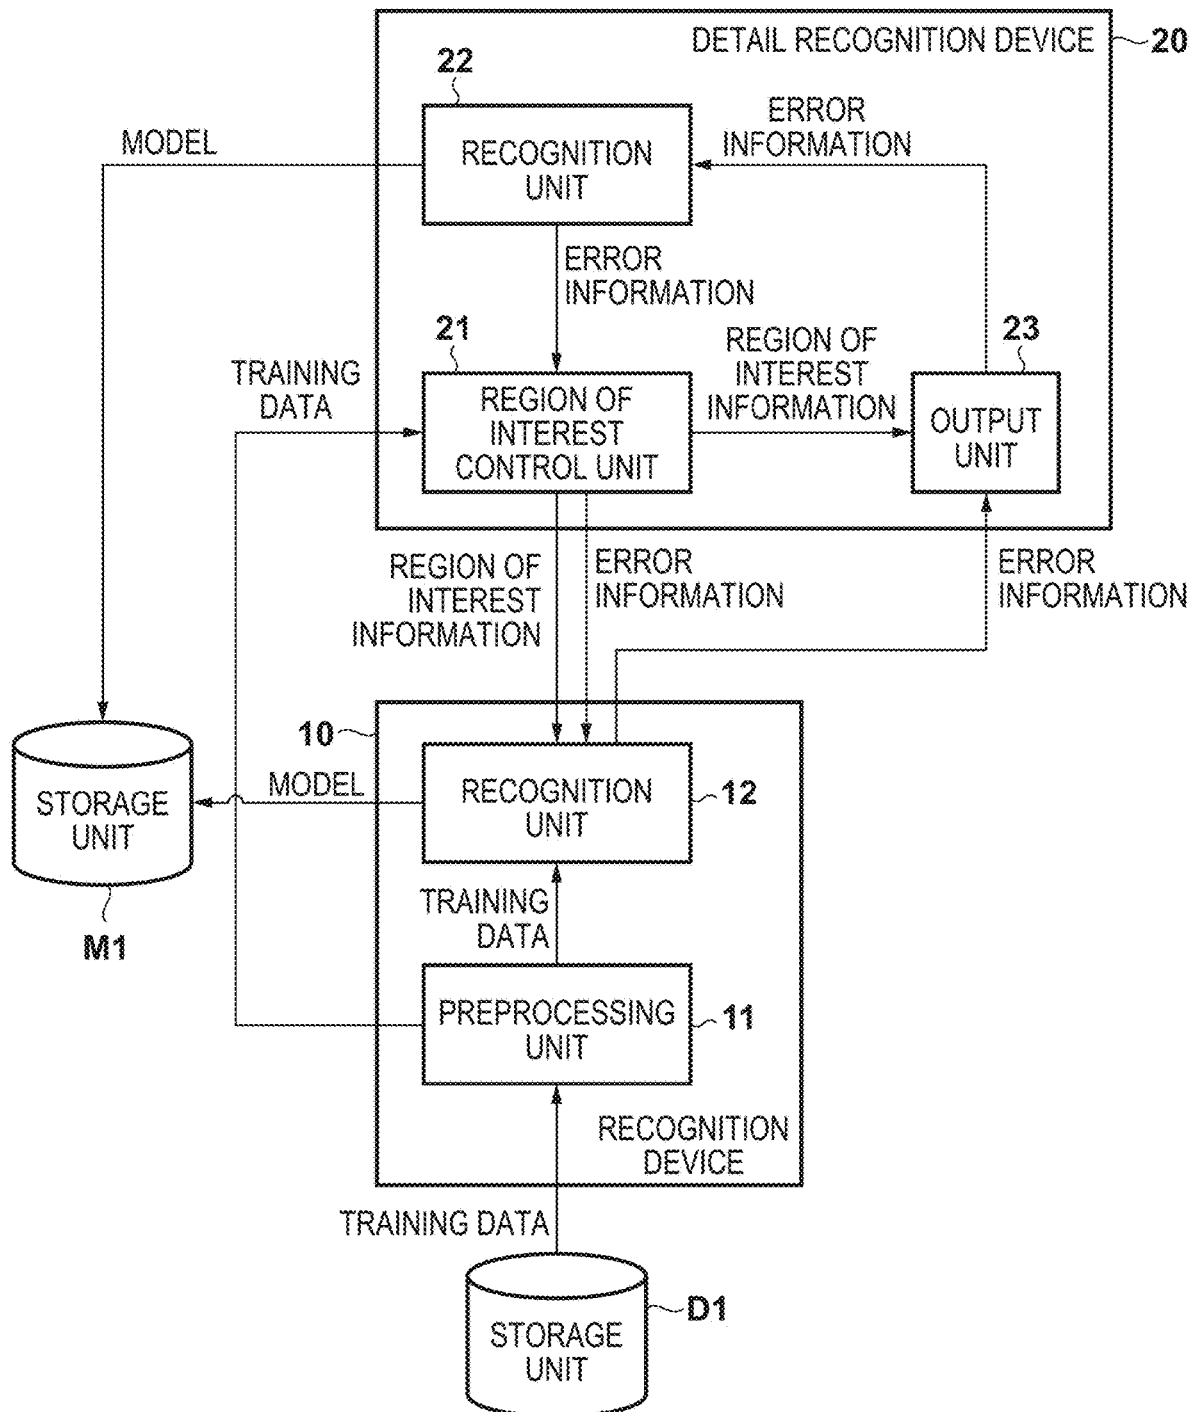 DETAIL RECOGNITION DEVICE
20
22
ERROR
INFORMATION
MODEL
RECOGNITION
UNIT
ERROR
INFORMATION
21
23
REGION OF
INTEREST
INFORMATION
TRAINING
DATA
REGION OF
INTEREST
CONTROL UNIT
OUTPUT
UNIT
REGION OF
INTEREST
INFORMATION
ERROR
INFORMATION
ERROR
INFORMATION
10
MODEL
RECOGNITION
UNIT
12
STORAGE
UNIT
M1
TRAINING
DATA
PREPROCESSING
UNIT
11
RECOGNITION
DEVICE
TRAINING DATA
D1
STORAGE
UNIT